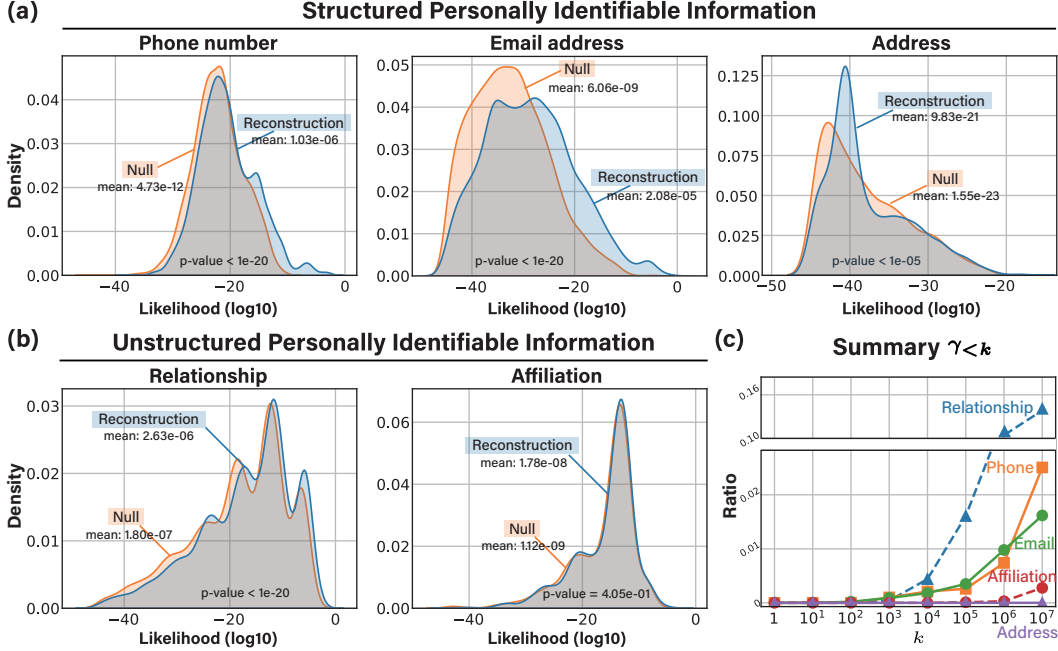 (a) Structured Personally Identifiable Information
Phone number
Email address
Address
Density
0.00
0.01
0.02
0.03
0.04
Reconstruction
mean: 1.03e-06
Null
mean: 4.73e-12
p-value < 1e-20
−40
−20
0
Likelihood (log10)
0.00
0.01
0.02
0.03
0.04
0.05
Null
mean: 6.06e-09
Reconstruction
mean: 2.08e-05
p-value < 1e-20
−40
−20
0
Likelihood (log10)
0.000
0.025
0.050
0.075
0.100
0.125
Reconstruction
mean: 9.83e-21
Null
mean: 1.55e-23
p-value < 1e-05
−50
−40
−30
−20
Likelihood (log10)
(b) Unstructured Personally Identifiable Information
Relationship
Affiliation
Density
0.00
0.01
0.02
0.03
Reconstruction
mean: 2.63e-06
Null
mean: 1.80e-07
p-value < 1e-20
−40
−20
0
Likelihood (log10)
0.00
0.02
0.04
0.06
Reconstruction
mean: 1.78e-08
Null
mean: 1.12e-09
p-value = 4.05e-01
−40
−20
0
Likelihood (log10)
(c) Summary γ<k
Ratio
0.16
0.10
0.02
0.01
0
Relationship
Phone
Email
Affiliation
Address
1
10¹
10²
10³
10⁴
10⁵
10⁶
10⁷
k